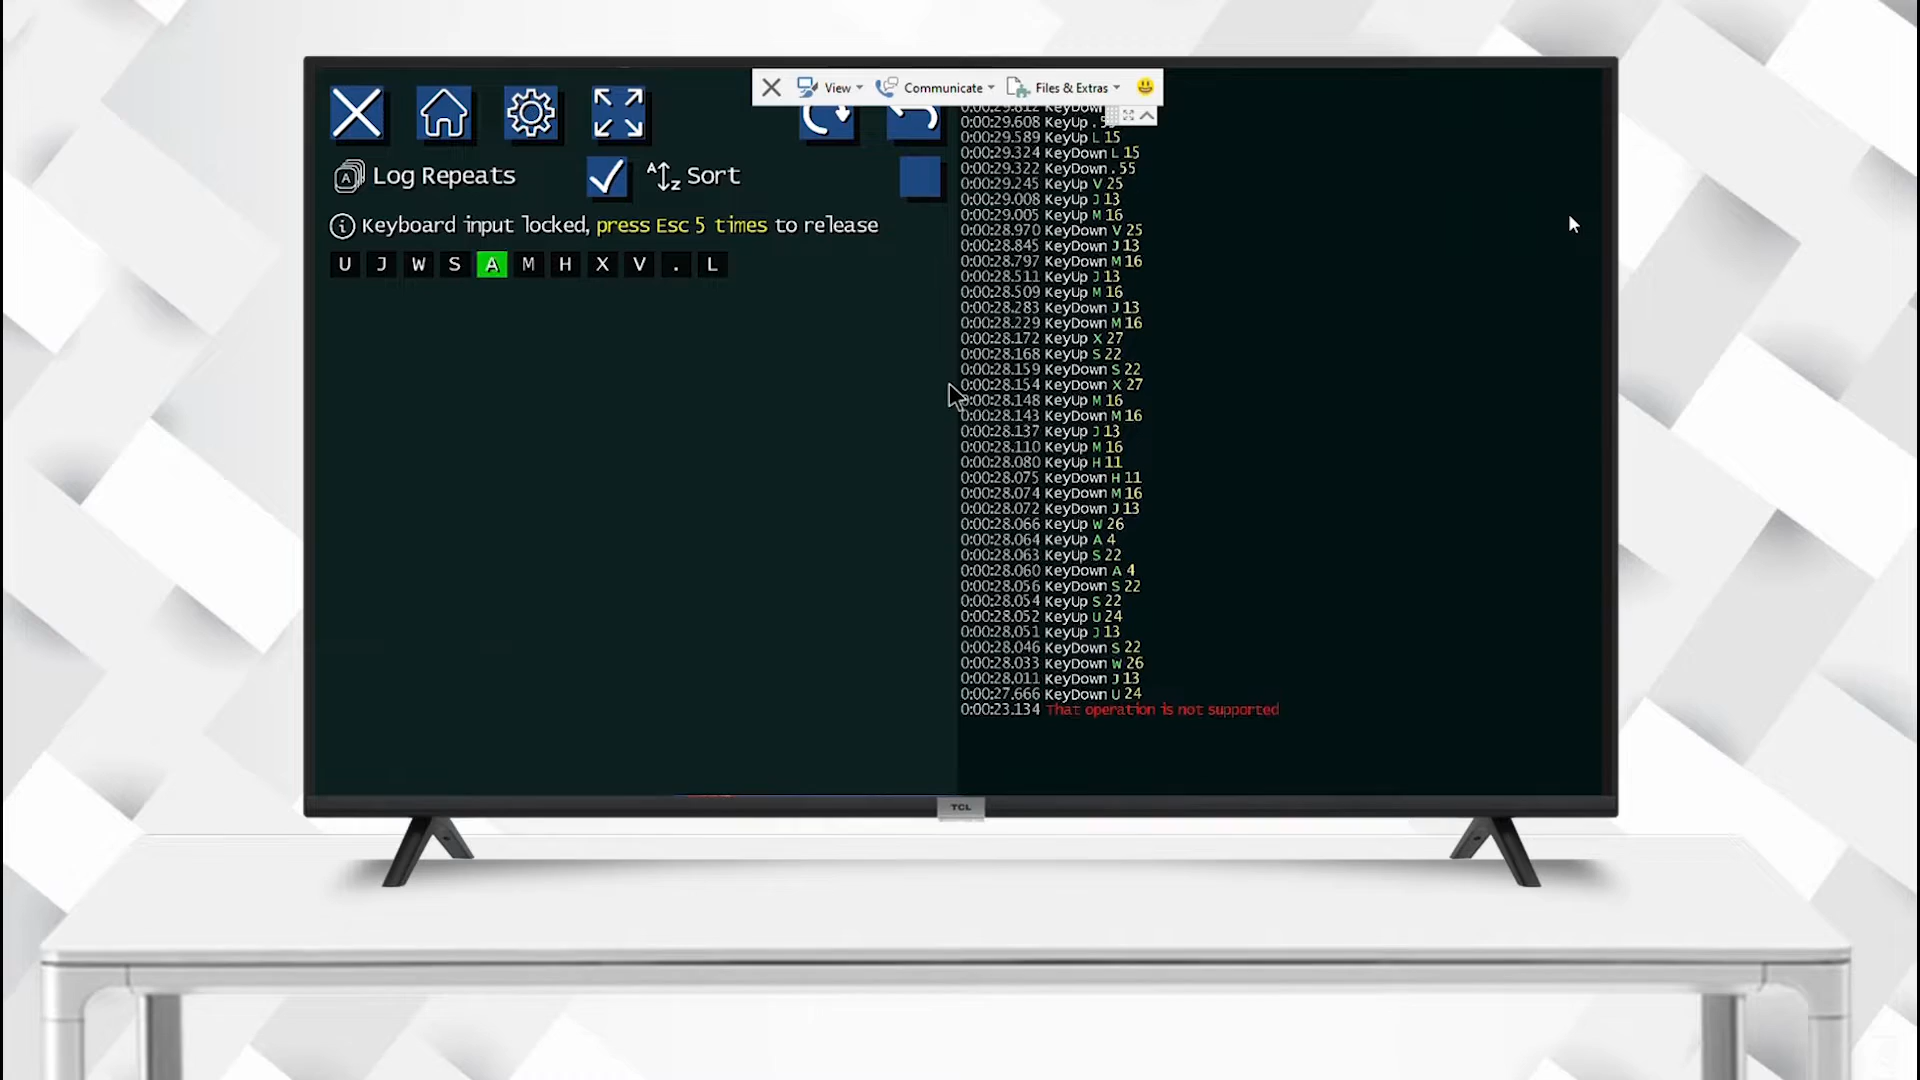 View Communicate Files & Extras
Log Repeats Sort
Keyboard input locked, press Esc 5 times to release
U J W S A M H X V . L
0:00:29.612 KeyDown
0:00:29.608 KeyUp .
0:00:29.589 KeyUp L 15
0:00:29.324 KeyDown L 15
0:00:29.322 KeyDown . 55
0:00:29.245 KeyUp V 25
0:00:29.008 KeyUp J 13
0:00:29.005 KeyUp M 16
0:00:28.970 KeyDown V 25
0:00:28.845 KeyDown J 13
0:00:28.797 KeyDown M 16
0:00:28.511 KeyUp J 13
0:00:28.509 KeyUp M 16
0:00:28.283 KeyDown J 13
0:00:28.229 KeyDown M 16
0:00:28.172 KeyUp X 27
0:00:28.168 KeyUp S 22
0:00:28.159 KeyDown S 22
0:00:28.154 KeyDown X 27
0:00:28.148 KeyUp M 16
0:00:28.143 KeyDown M 16
0:00:28.137 KeyUp J 13
0:00:28.110 KeyUp M 16
0:00:28.080 KeyUp H 11
0:00:28.075 KeyDown H 11
0:00:28.074 KeyDown M 16
0:00:28.072 KeyDown J 13
0:00:28.066 KeyUp W 26
0:00:28.064 KeyUp A 4
0:00:28.063 KeyUp S 22
0:00:28.060 KeyDown A 4
0:00:28.056 KeyDown S 22
0:00:28.054 KeyUp S 22
0:00:28.052 KeyUp U 24
0:00:28.051 KeyUp J 13
0:00:28.046 KeyDown S 22
0:00:28.033 KeyDown W 26
0:00:28.011 KeyDown J 13
0:00:27.666 KeyDown U 24
0:00:23.134 That operation is not supported
TCL